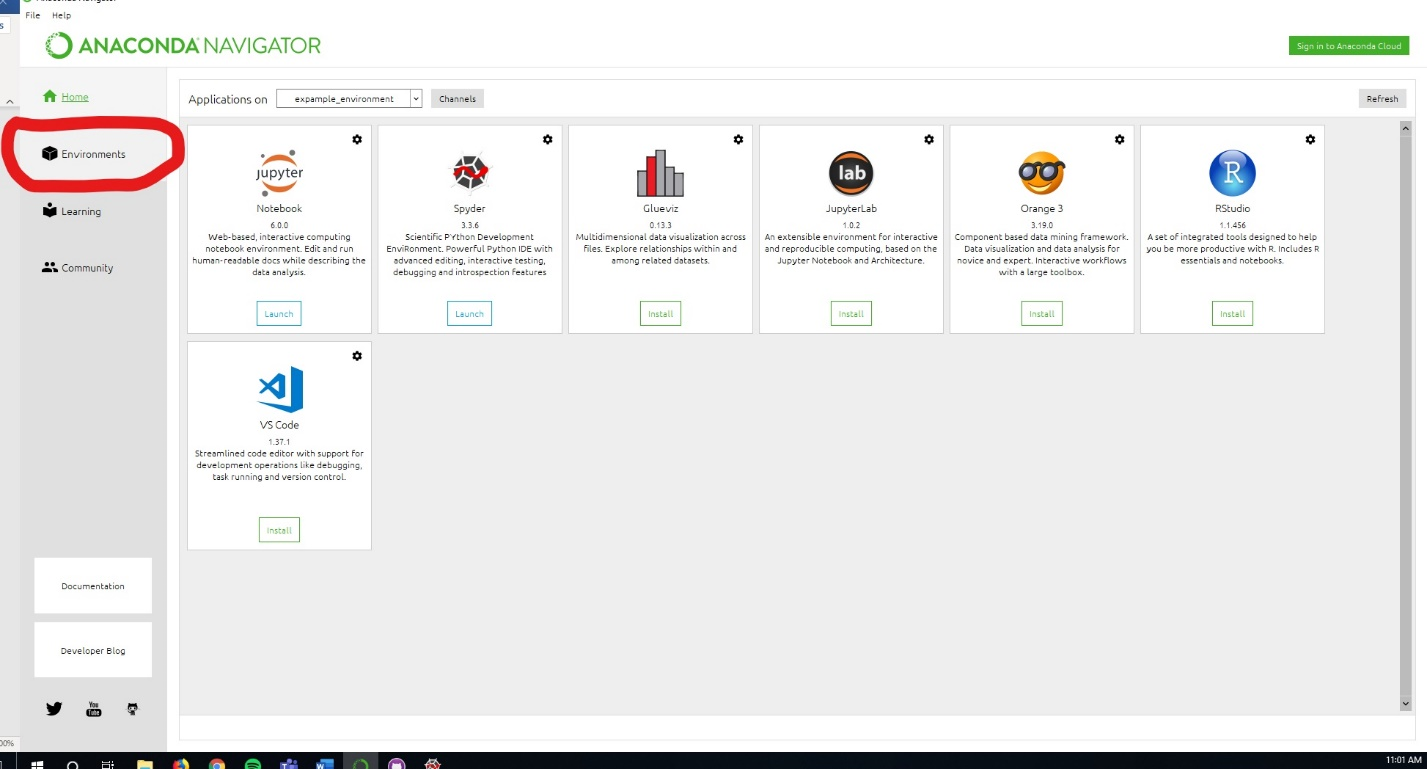 File Help
ANACONDA NAVIGATOR
Sign in to Anaconda Cloud
Home
Environments
Learning
Community
Documentation
Developer Blog
You
Tube
Applications on expample_environment Channels
Refresh
jupyter
Notebook
6.0.0
Web-based, interactive computing
notebook environment. Edit and run
human-readable docs while describing the
data analysis.
Launch
Spyder
3.3.6
Scientific PYthon Development
EnviRonment. Powerful Python IDE with
advanced editing, interactive testing,
debugging and introspection features
Launch
Glueviz
0.13.3
Multidimensional data visualization across
files. Explore relationships within and
among related datasets.
Install
lab
JupyterLab
1.0.2
An extensible environment for interactive
and reproducible computing, based on the
Jupyter Notebook and Architecture.
Install
Orange 3
3.19.0
Component based data mining framework.
Data visualization and data analysis for
novice and expert. Interactive workflows
with a large toolbox.
Install
R
RStudio
1.1.456
A set of integrated tools designed to help
you be more productive with R. Includes R
essentials and notebooks.
Install
VS Code
1.37.1
Streamlined code editor with support for
development operations like debugging,
task running and version control.
Install
11:01 AM